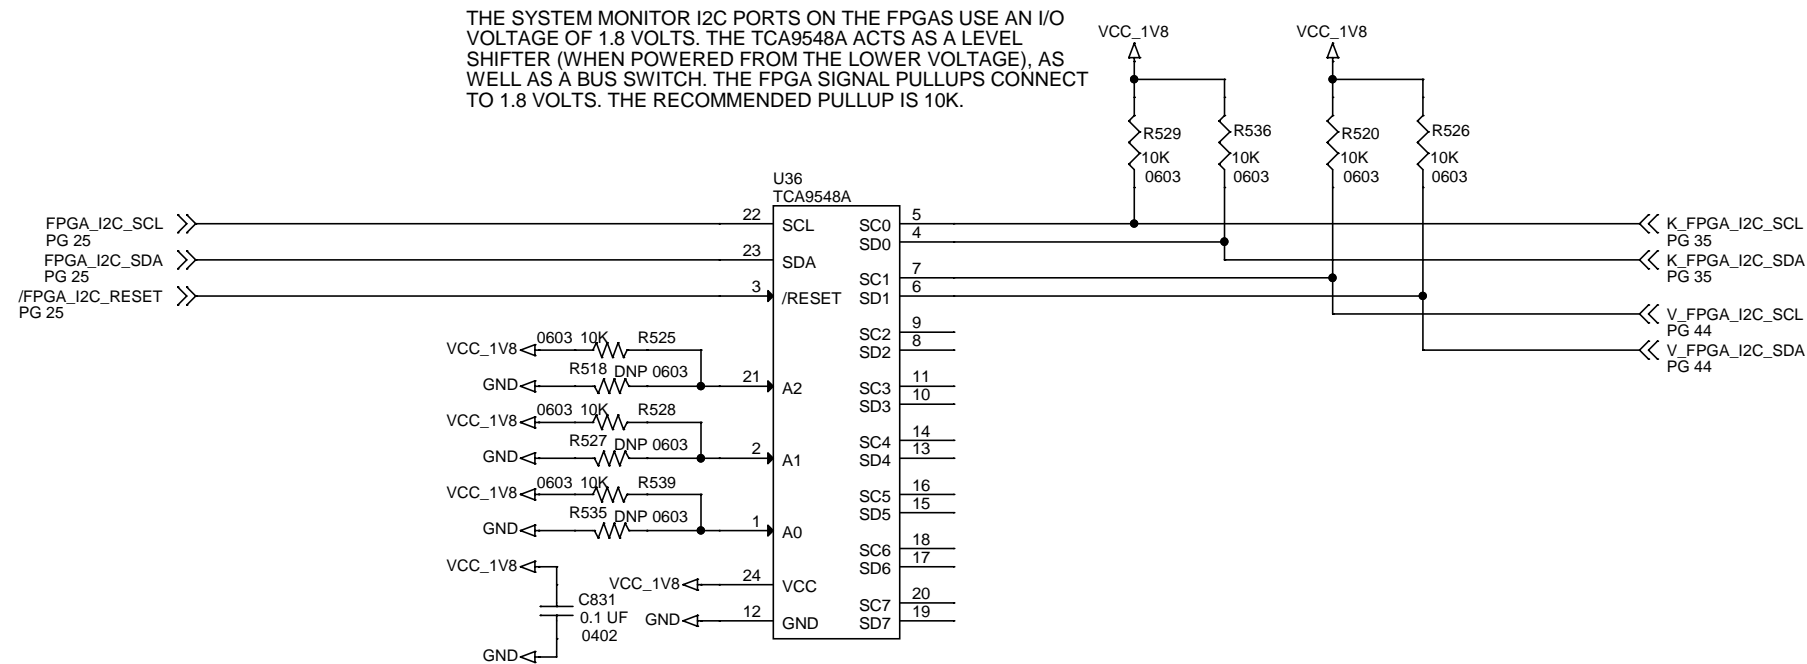 THE SYSTEM MONITOR I2C PORTS ON THE FPGAS USE AN I/O
VOLTAGE OF 1.8 VOLTS. THE TCA9548A ACTS AS A LEVEL
SHIFTER (WHEN POWERED FROM THE LOWER VOLTAGE), AS
WELL AS A BUS SWITCH. THE FPGA SIGNAL PULLUPS CONNECT
TO 1.8 VOLTS. THE RECOMMENDED PULLUP IS 10K.
VCC_1V8
VCC_1V8
R529
10K
0603
R536
10K
0603
R520
10K
0603
R526
10K
0603
U36
TCA9548A
FPGA_I2C_SCL
PG 25
FPGA_I2C_SDA
PG 25
/FPGA_I2C_RESET
PG 25
22 SCL
23 SDA
3 /RESET
VCC_1V8 0603 10K R525
GND R518 DNP 0603
21 A2
VCC_1V8 0603 10K R528
GND R527 DNP 0603
2 A1
VCC_1V8 0603 10K R539
GND R535 DNP 0603
1 A0
VCC_1V8
C831
0.1 UF
0402
GND
VCC_1V8 24 VCC
GND 12 GND
SC0 5
SD0 4
SC1 7
SD1 6
SC2 9
SD2 8
SC3 11
SD3 10
SC4 14
SD4 13
SC5 16
SD5 15
SC6 18
SD6 17
SC7 20
SD7 19
K_FPGA_I2C_SCL
PG 35
K_FPGA_I2C_SDA
PG 35
V_FPGA_I2C_SCL
PG 44
V_FPGA_I2C_SDA
PG 44